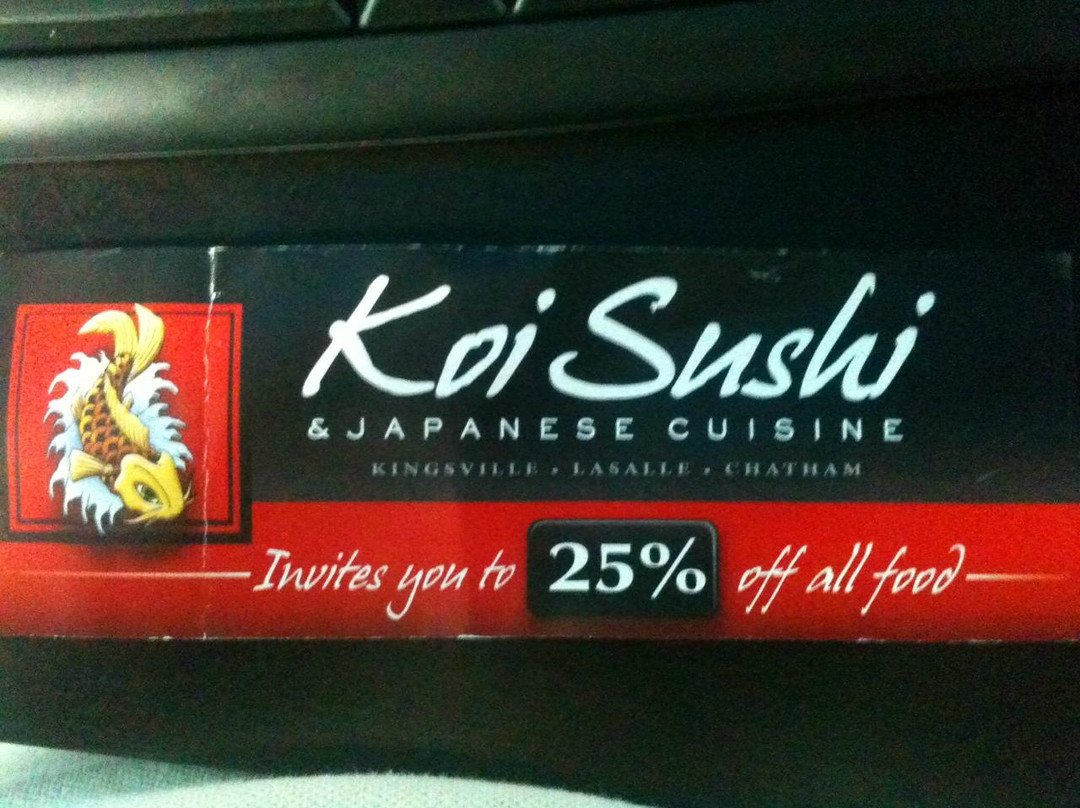 Koi Sushi
& JAPANESE CUISINE
KINGSVILLE • LASALLE • CHATHAM
Invites you to 25% off all food